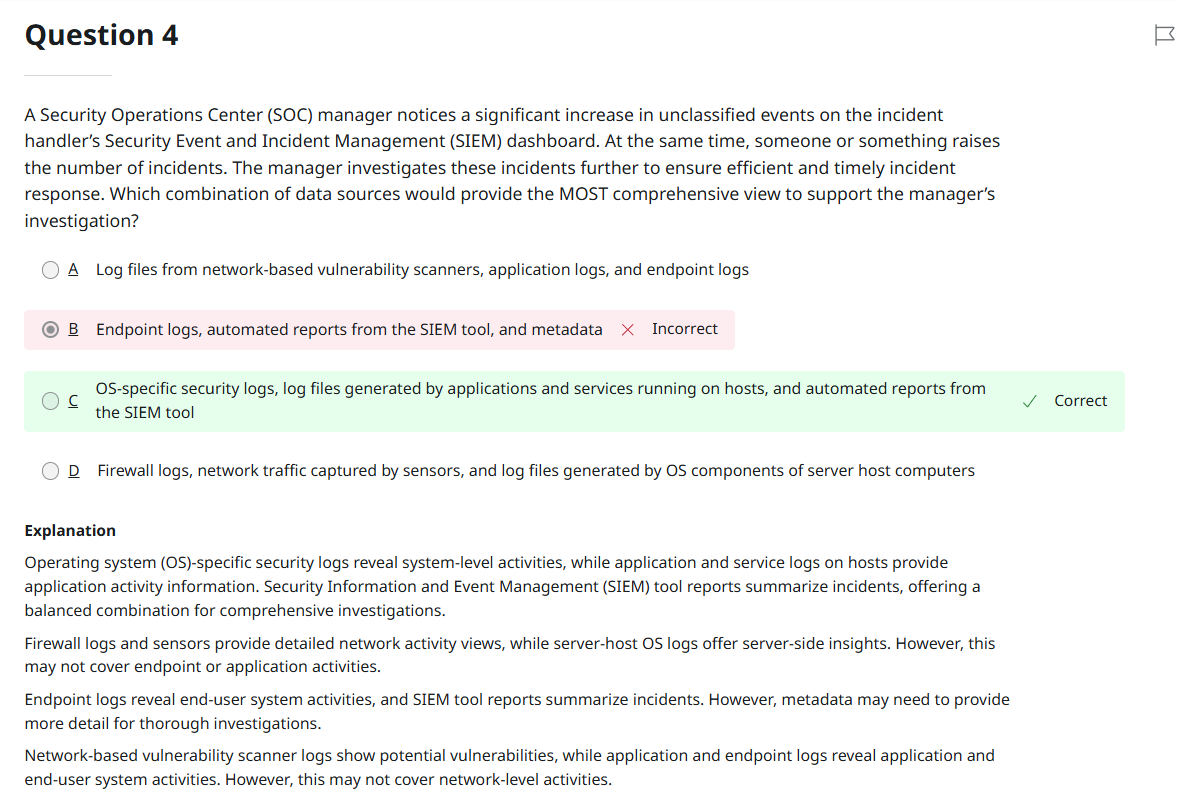 Question 4
A Security Operations Center (SOC) manager notices a significant increase in unclassified events on the incident
handler’s Security Event and Incident Management (SIEM) dashboard. At the same time, someone or something raises
the number of incidents. The manager investigates these incidents further to ensure efficient and timely incident
response. Which combination of data sources would provide the MOST comprehensive view to support the manager’s
investigation?
A Log files from network-based vulnerability scanners, application logs, and endpoint logs
B Endpoint logs, automated reports from the SIEM tool, and metadata Incorrect
C OS-specific security logs, log files generated by applications and services running on hosts, and automated reports from
the SIEM tool Correct
D Firewall logs, network traffic captured by sensors, and log files generated by OS components of server host computers
Explanation
Operating system (OS)-specific security logs reveal system-level activities, while application and service logs on hosts provide
application activity information. Security Information and Event Management (SIEM) tool reports summarize incidents, offering a
balanced combination for comprehensive investigations.
Firewall logs and sensors provide detailed network activity views, while server-host OS logs offer server-side insights. However, this
may not cover endpoint or application activities.
Endpoint logs reveal end-user system activities, and SIEM tool reports summarize incidents. However, metadata may need to provide
more detail for thorough investigations.
Network-based vulnerability scanner logs show potential vulnerabilities, while application and endpoint logs reveal application and
end-user system activities. However, this may not cover network-level activities.